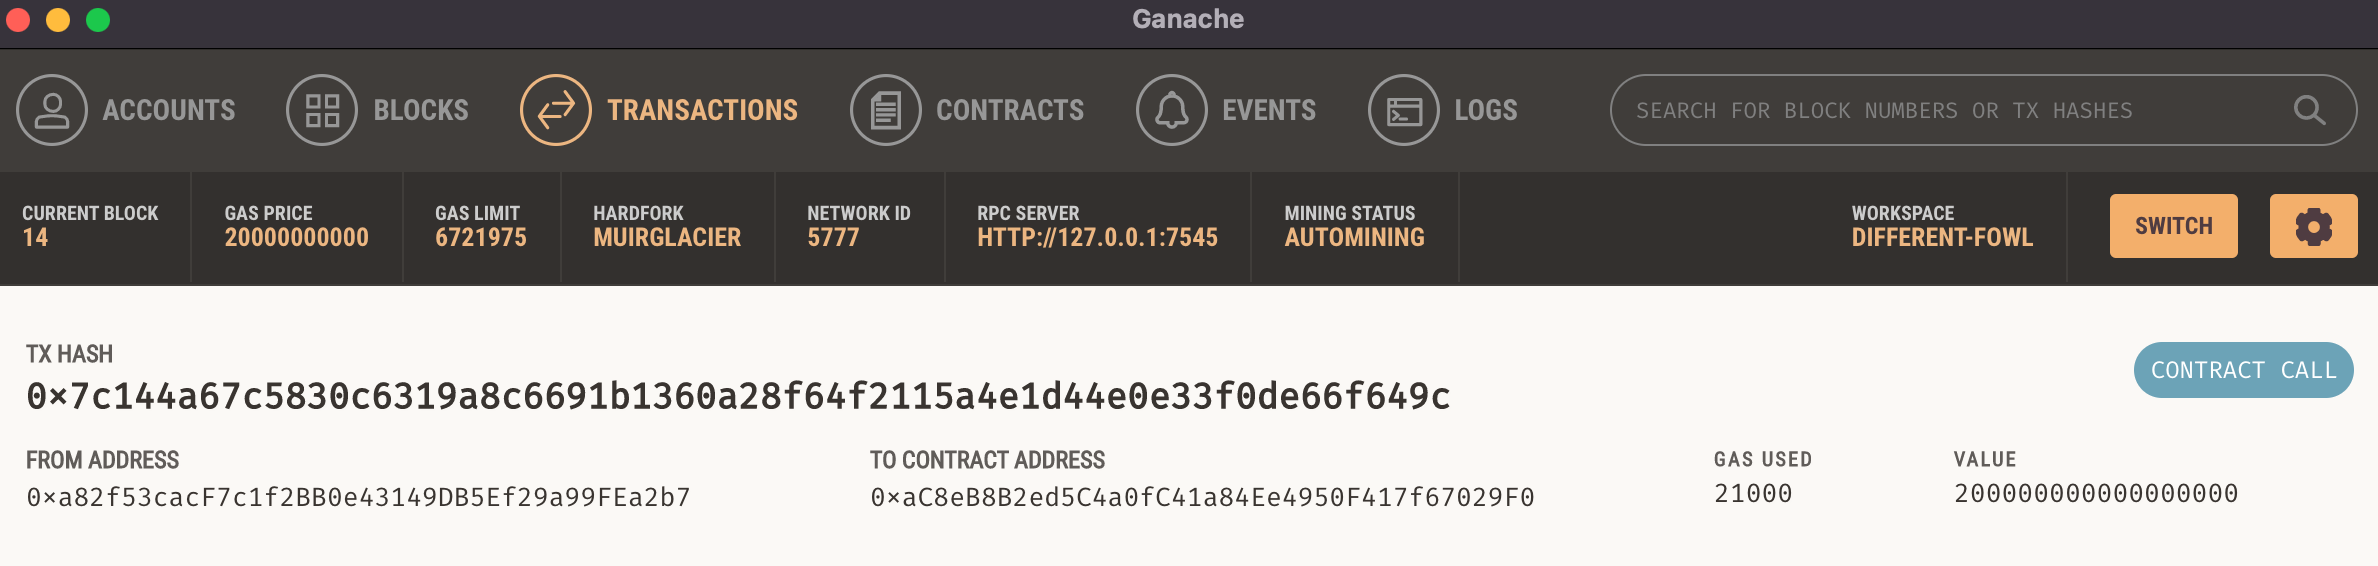 Ganache
ACCOUNTS BLOCKS TRANSACTIONS CONTRACTS EVENTS LOGS SEARCH FOR BLOCK NUMBERS OR TX HASHES
CURRENT BLOCK GAS PRICE GAS LIMIT HARDFORK NETWORK ID RPC SERVER MINING STATUS WORKSPACE
14 20000000000 6721975 MUIRGLACIER 5777 HTTP://127.0.0.1:7545 AUTOMINING DIFFERENT-FOWL SWITCH
TX HASH
0×7c144a67c5830c6319a8c6691b1360a28f64f2115a4e1d44e0e33f0de66f649c CONTRACT CALL
FROM ADDRESS TO CONTRACT ADDRESS GAS USED VALUE
0×a82f53cacF7c1f2BB0e43149DB5Ef29a99FEa2b7 0×aC8eB8B2ed5C4a0fC41a84Ee4950F417f67029F0 21000 200000000000000000